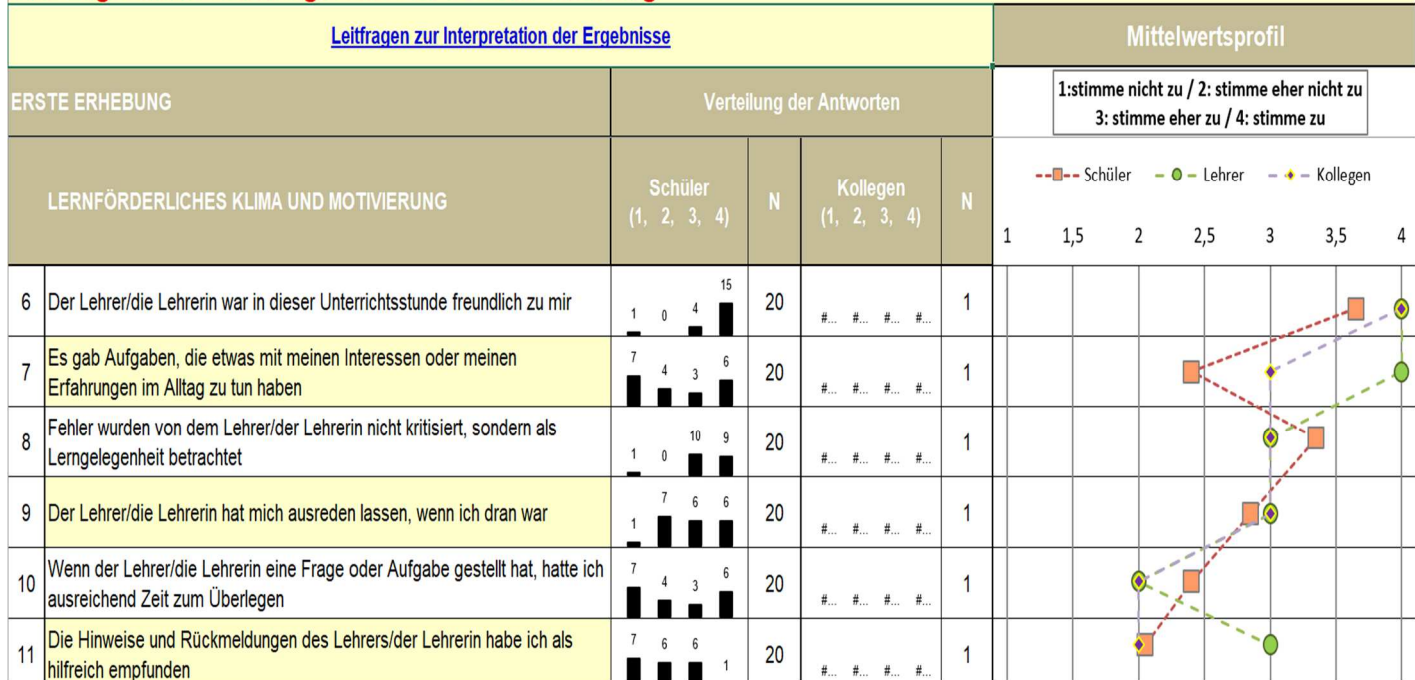 Leitfragen zur Interpretation der Ergebnisse
Mittelwertsprofil
ERSTE ERHEBUNG
Verteilung der Antworten
1:stimme nicht zu / 2: stimme eher nicht zu
3: stimme eher zu / 4: stimme zu
LERNFÖRDERLICHES KLIMA UND MOTIVIERUNG
Schüler
(1, 2, 3, 4)
N
Kollegen
(1, 2, 3, 4)
N
Schüler Lehrer Kollegen
1 1,5 2 2,5 3 3,5 4
6 Der Lehrer/die Lehrerin war in dieser Unterrichtsstunde freundlich zu mir
1 0 4 15
20
#... #... #... #...
1
7 Es gab Aufgaben, die etwas mit meinen Interessen oder meinen
Erfahrungen im Alltag zu tun haben
7 4 3 6
20
#... #... #... #...
1
8 Fehler wurden von dem Lehrer/der Lehrerin nicht kritisiert, sondern als
Lerngelegenheit betrachtet
1 0 10 9
20
#... #... #... #...
1
9 Der Lehrer/die Lehrerin hat mich ausreden lassen, wenn ich dran war
1 7 6 6
20
#... #... #... #...
1
10 Wenn der Lehrer/die Lehrerin eine Frage oder Aufgabe gestellt hat, hatte ich
ausreichend Zeit zum Überlegen
7 4 3 6
20
#... #... #... #...
1
11 Die Hinweise und Rückmeldungen des Lehrers/der Lehrerin habe ich als
hilfreich empfunden
7 6 6 1
20
#... #... #... #...
1